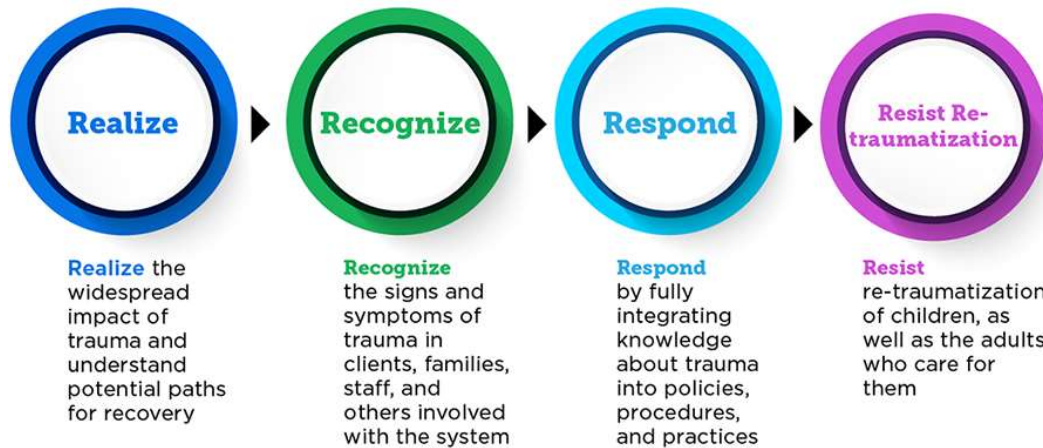 Realize
Recognize
Respond
Resist Re-
traumatization
Realize the
widespread
impact of
trauma and
understand
potential paths
for recovery
Recognize
the signs and
symptoms of
trauma in
clients, families,
staff, and
others involved
with the system
Respond
by fully
integrating
knowledge
about trauma
into policies,
procedures,
and practices
Resist
re-traumatization
of children, as
well as the adults
who care for
them